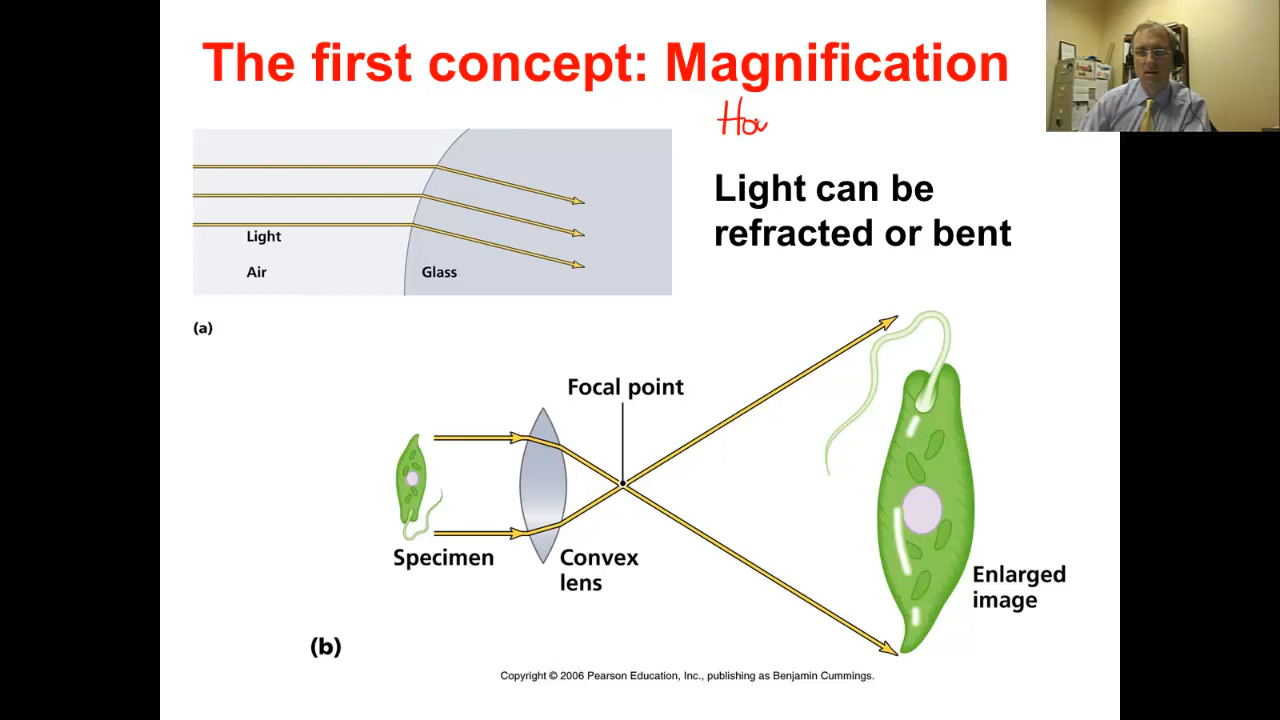 The first concept: Magnification
Ho
Light can be
refracted or bent
Light
Air
Glass
(a)
Focal point
Specimen
Convex
lens
Enlarged
image
(b)
Copyright © 2006 Pearson Education, Inc., publishing as Benjamin Cummings.